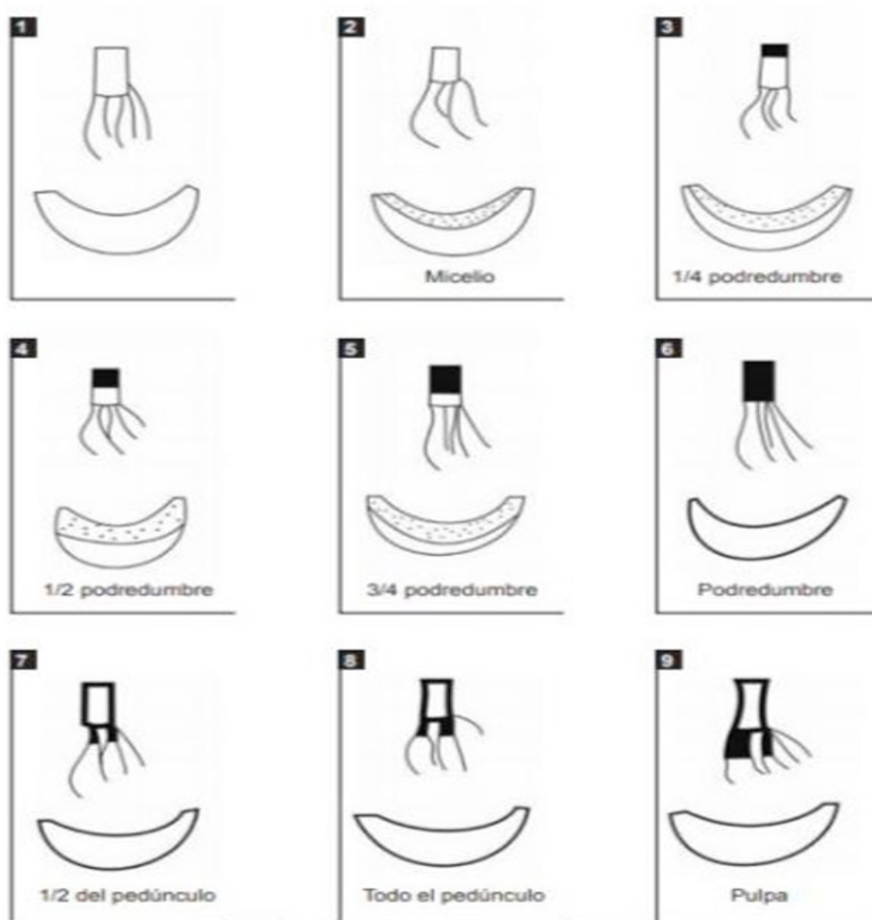 1
2
3
Micelio
1/4 podredumbre
4
5
6
1/2 podredumbre
3/4 podredumbre
Podredumbre
7
8
9
1/2 del pedúnculo
Todo el pedúnculo
Pulpa